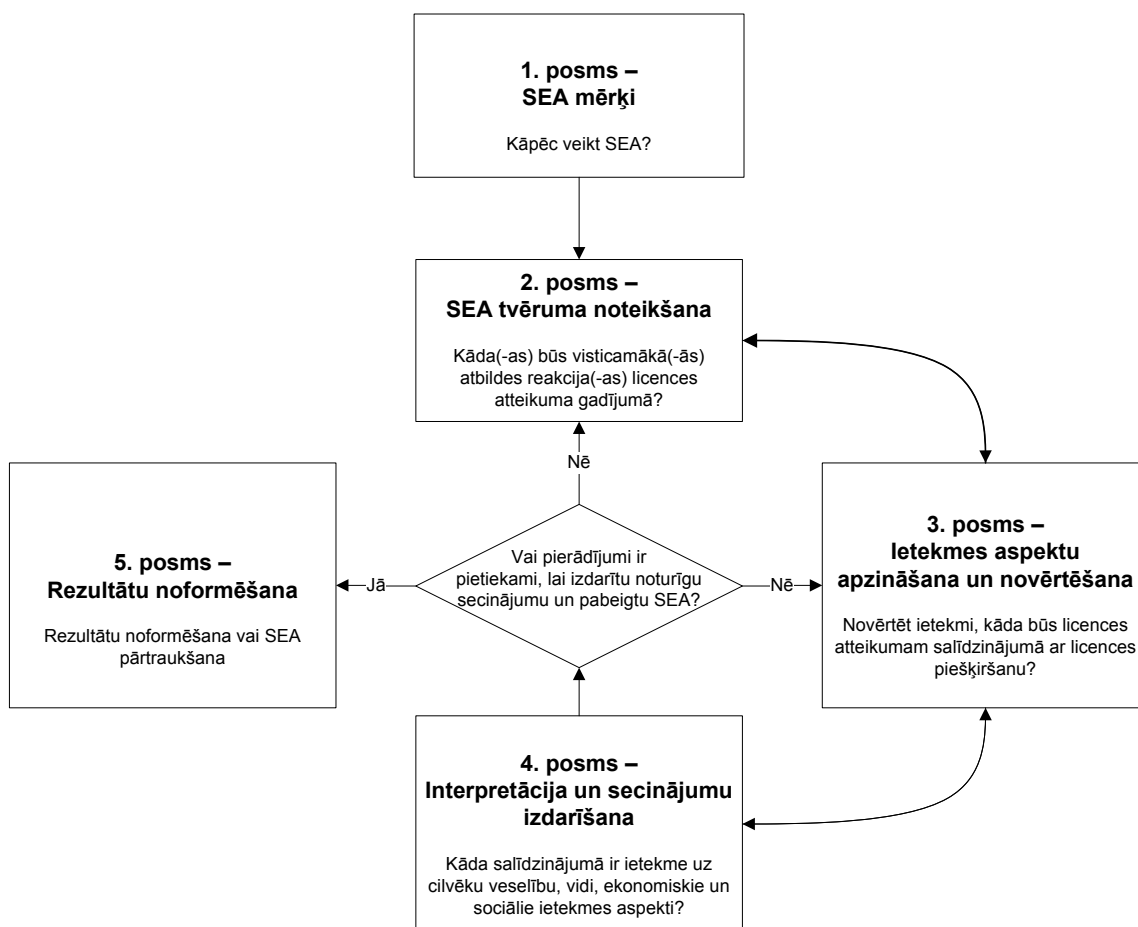 1. posms –
SEA mērķi
Kāpēc veikt SEA?
2. posms –
SEA tvēruma noteikšana
Kāda(-as) būs visticamākā(-ās)
atbildes reakcija(-as) licences
atteikuma gadījumā?
Nē
5. posms –
Rezultātu noformēšana
Rezultātu noformēšana vai SEA
pārtraukšana
Jā
Vai pierādījumi ir
pietiekami, lai izdarītu noturīgu
secinājumu un pabeigtu SEA?
Nē
3. posms –
Ietekmes aspektu
apzināšana un novērtēšana
Novērtēt ietekmi, kāda būs licences
atteikumam salīdzinājumā ar licences
piešķiršanu?
4. posms –
Interpretācija un secinājumu
izdarīšana
Kāda salīdzinājumā ir ietekme uz
cilvēku veselību, vidi, ekonomiskie un
sociālie ietekmes aspekti?